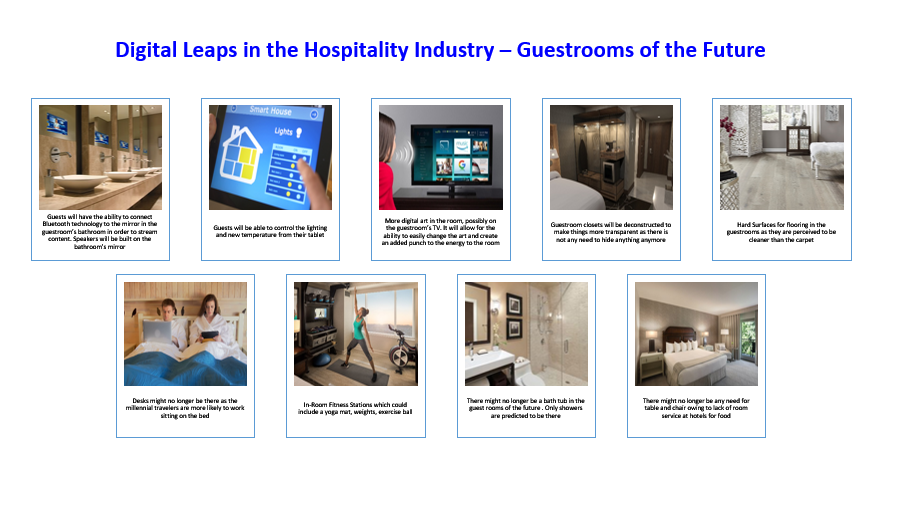 Digital Leaps in the Hospitality Industry – Guestrooms of the Future
Smart House
Lights
Guests will have the ability to connect
Bluetooth technology to the mirror in the
guestroom's bathroom in order to stream
content. Speakers will be built on the
bathroom's mirror
Guests will be able to control the lighting
and new temperature from their tablet
More digital art in the room, possibly on
the guestroom's TV. It will allow for the
ability to easily change the art and create
an added punch to the energy to the room
Guestroom closets will be deconstructed to
make things more transparent as there is
not any need to hide anything anymore
Hard Surfaces for flooring in the
guestrooms as they are perceived to be
cleaner than the carpet
Desks might no longer be there as the
millennial travelers are more likely to work
sitting on the bed
In-Room Fitness Stations which could
include a yoga mat, weights, exercise ball
There might no longer be a bath tub in the
guest rooms of the future . Only showers
are predicted to be there
There might no longer be any need for
table and chair owing to lack of room
service at hotels for food